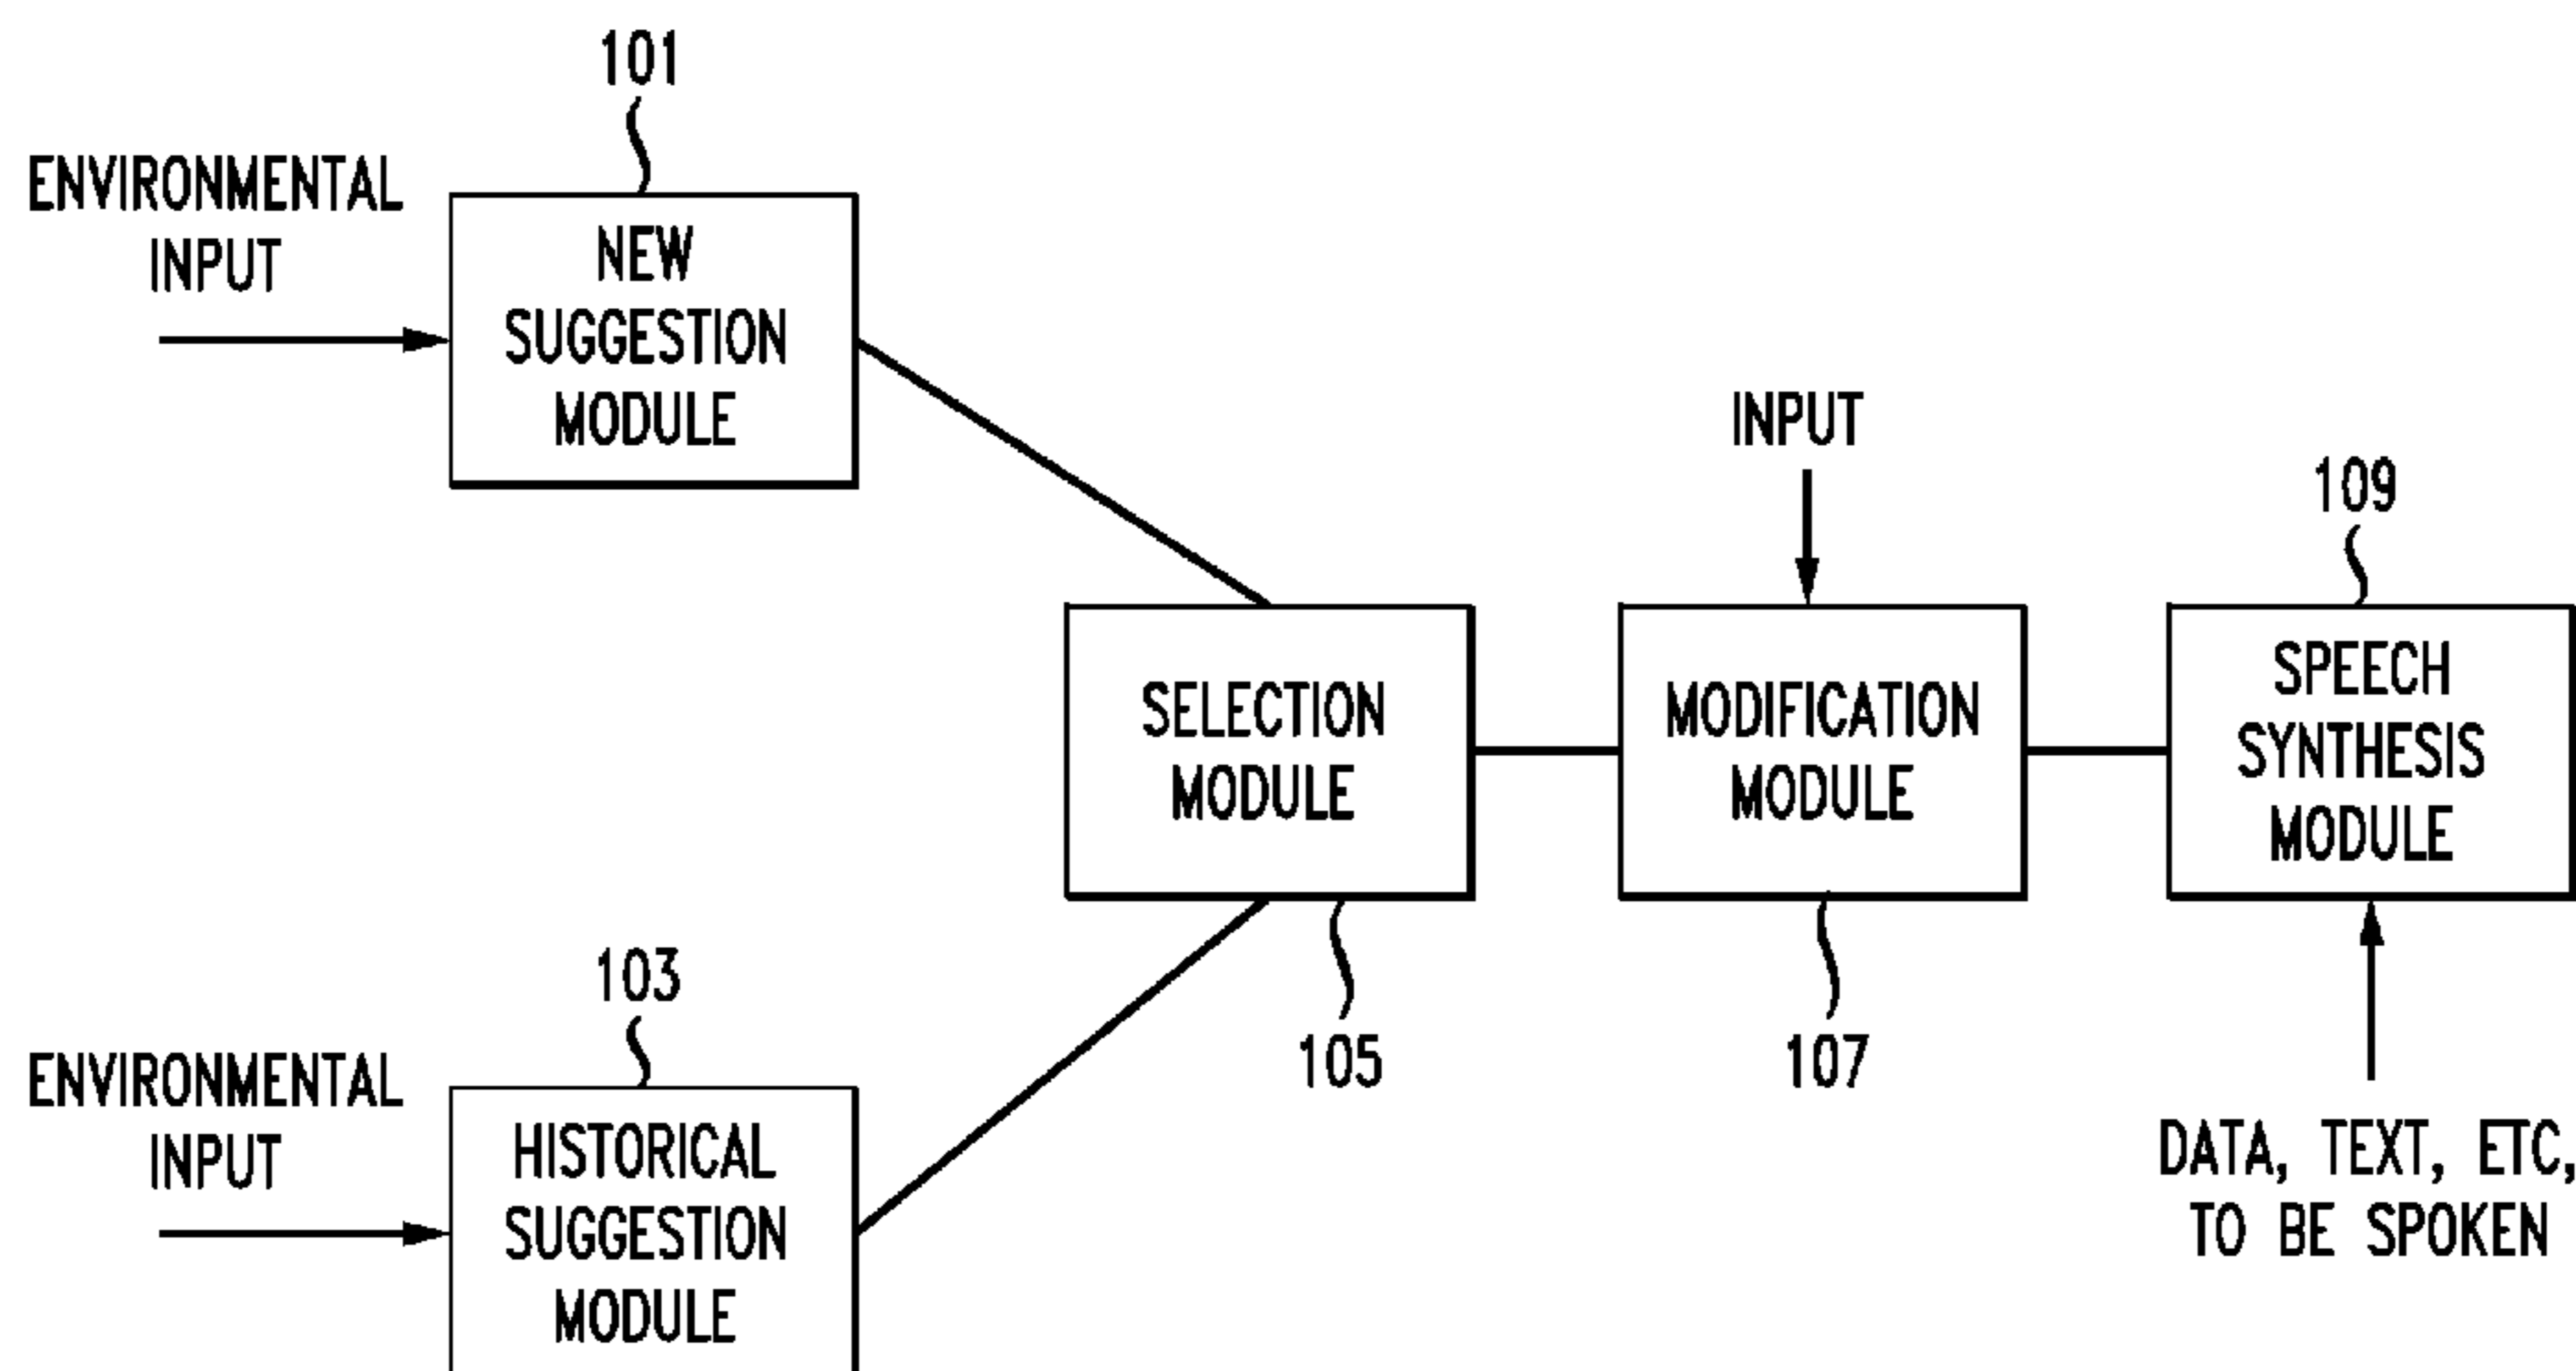 101
ENVIRONMENTAL
INPUT
NEW
SUGGESTION
MODULE
INPUT
109
SELECTION
MODULE
MODIFICATION
MODULE
SPEECH
SYNTHESIS
MODULE
103
105
107
ENVIRONMENTAL
INPUT
HISTORICAL
SUGGESTION
MODULE
DATA, TEXT, ETC,
TO BE SPOKEN